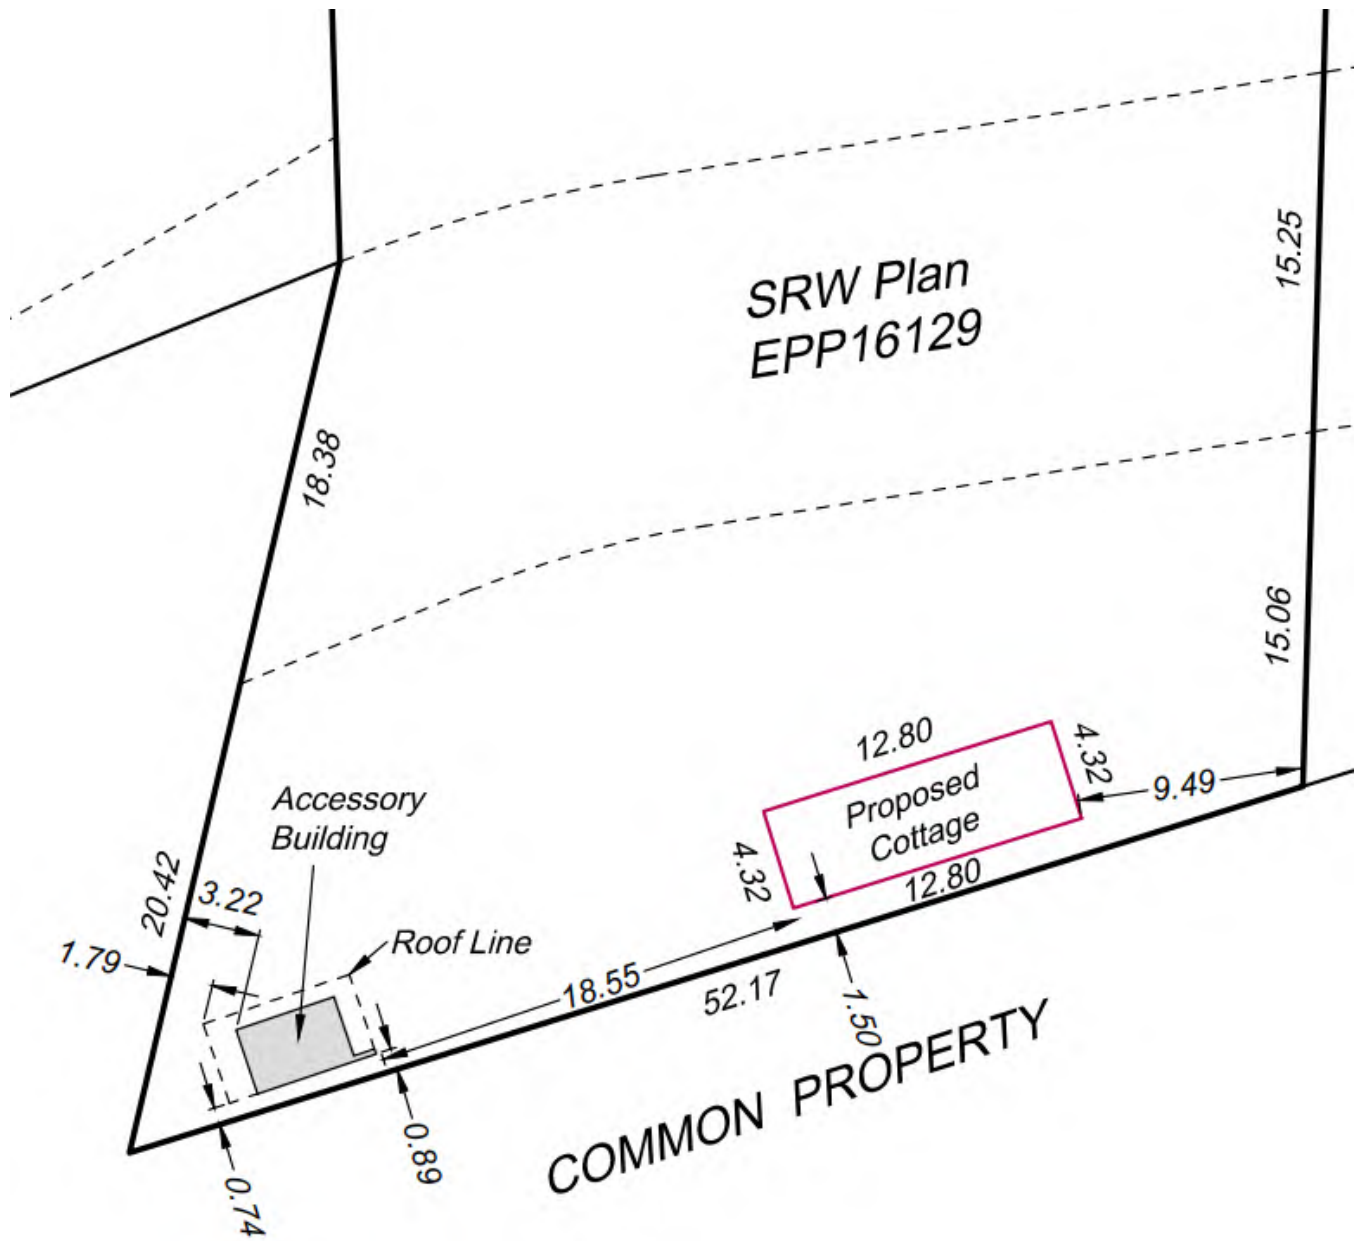 SRW Plan
EPP16129
15.25
18.38
15.06
12.80
4.32
Proposed
Cottage
9.49
4.32
12.80
Accessory
Building
20.42
3.22
1.79
Roof Line
18.55
52.17
1.50
COMMON PROPERTY
0.89
0.74